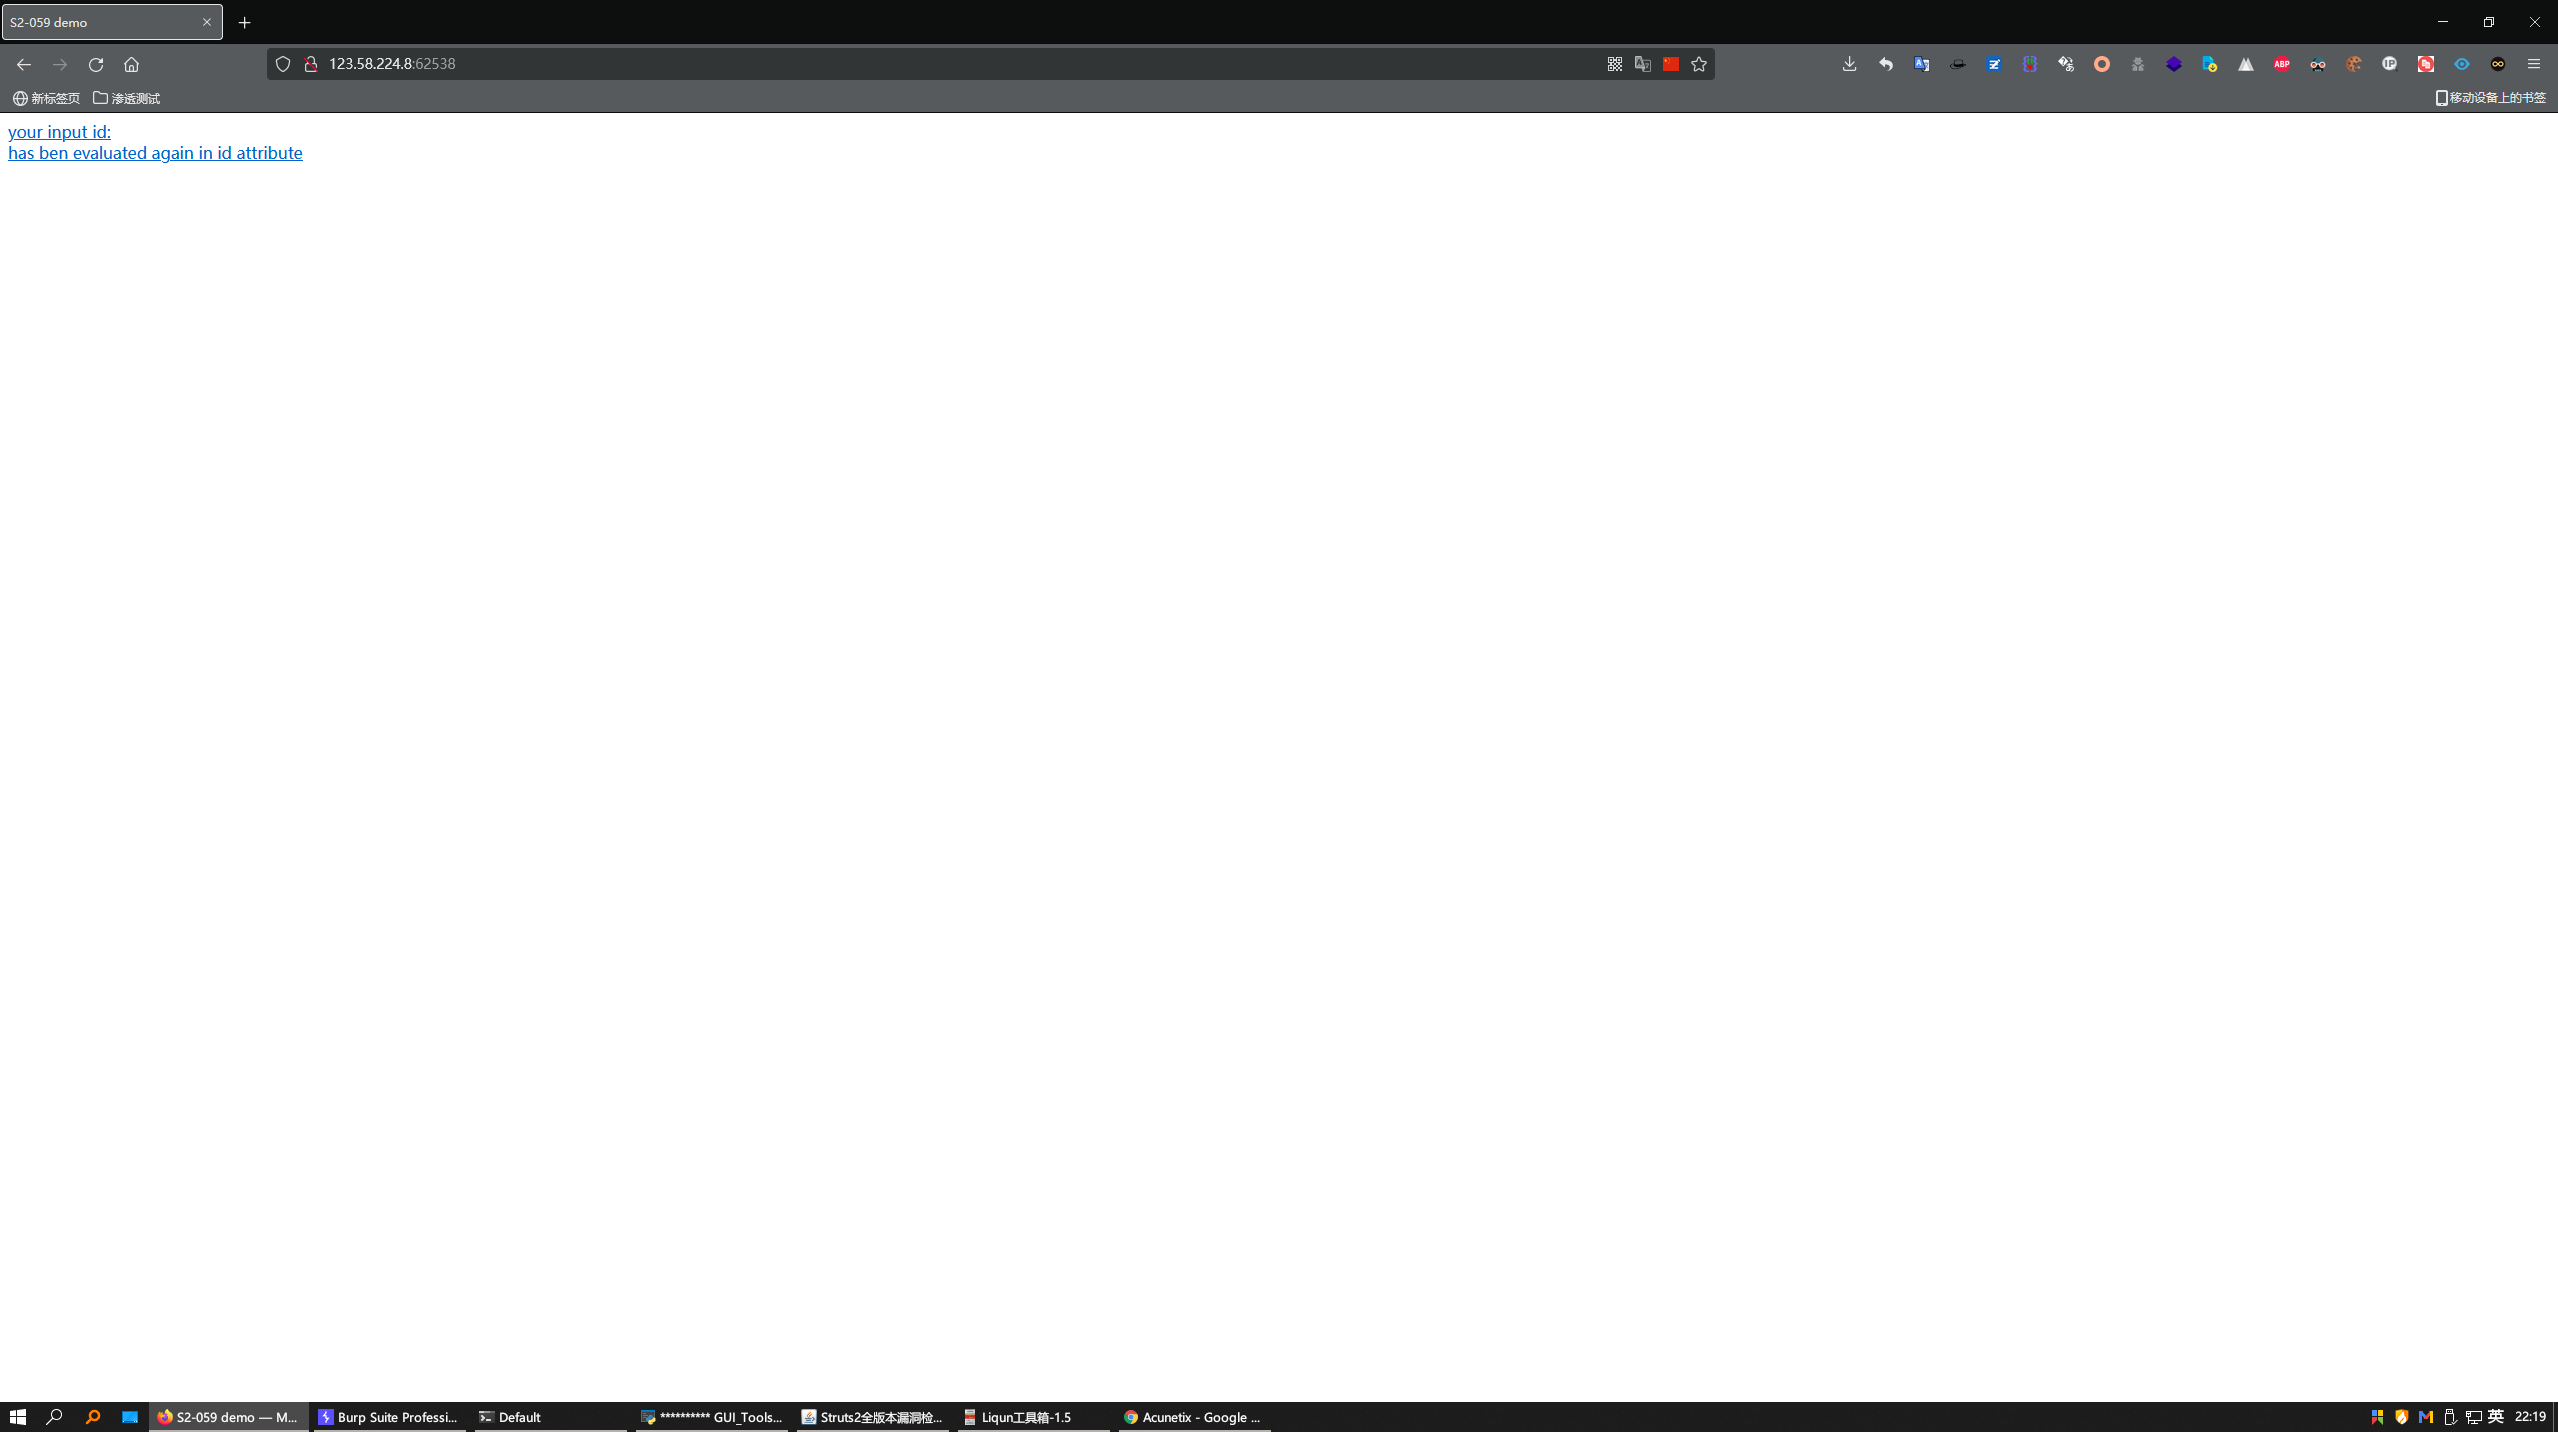 S2-059 demo
123.58.224.8:62538
新标签页
渗透测试
移动设备上的书签
your input id:
has ben evaluated again in id attribute
S2-059 demo — M...
Burp Suite Professi...
Default
********** GUI_Tools...
Struts2全版本漏洞检...
Liqun工具箱-1.5
Acunetix - Google ...
英
22:19